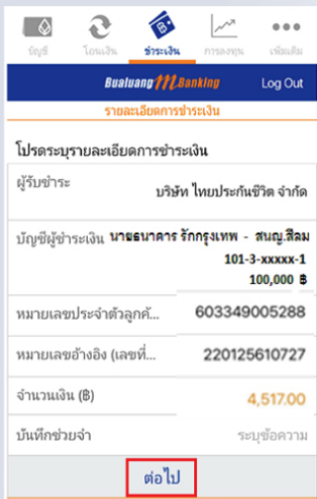 บัญชี โอนเงิน ชำระเงิน การลงทุน เพิ่มเติม
Bualuang mBanking Log Out
รายละเอียดการชำระเงิน
โปรดระบุรายละเอียดการชำระเงิน
ผู้รับชำระ
บริษัท ไทยประกันชีวิต จำกัด
บัญชีผู้ชำระเงิน นายธนาคาร รักกรุงเทพ - สนญ.สีลม
101-3-xxxxx-1
100,000 ฿
หมายเลขประจำตัวลูกค้... 603349005288
หมายเลขอ้างอิง (เลขที่... 220125610727
จำนวนเงิน (฿) 4,517.00
บันทึกช่วยจำ ระบุข้อความ
ต่อไป